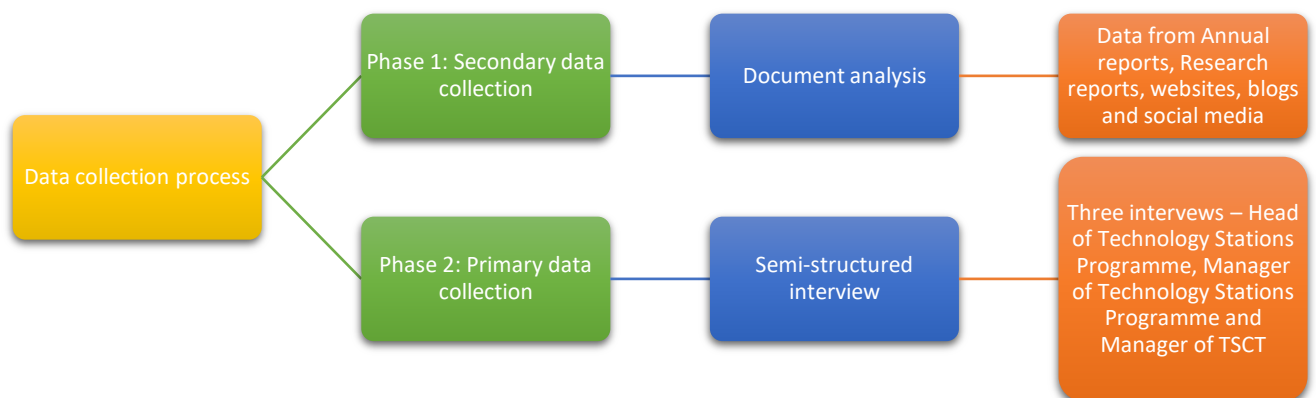 Data collection process
Phase 1: Secondary data
collection
Document analysis
Data from Annual
reports, Research
reports, websites, blogs
and social media
Phase 2: Primary data
collection
Semi-structured
interview
Three intervews – Head
of Technology Stations
Programme, Manager
of Technology Stations
Programme and
Manager of TSCT